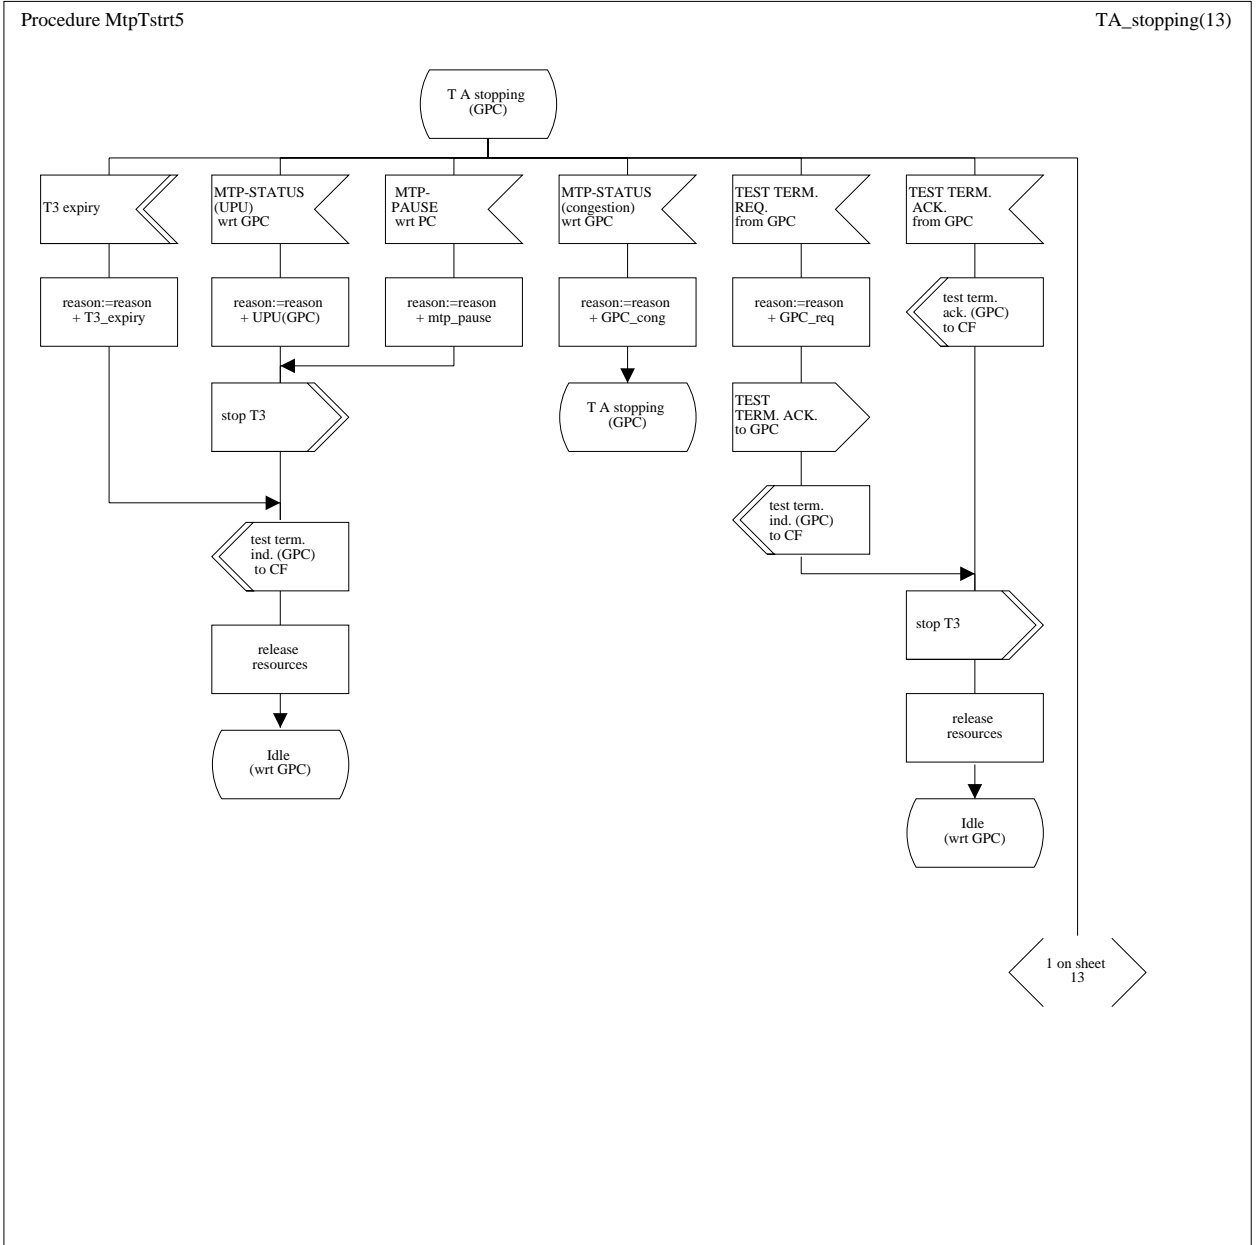 Procedure MtpTstrt5
TA_stopping(13)
T A stopping
(GPC)
T3 expiry
MTP-STATUS
(UPU)
wrt GPC
MTP-
PAUSE
wrt PC
MTP-STATUS
(congestion)
wrt GPC
TEST TERM.
REQ.
from GPC
TEST TERM.
ACK.
from GPC
reason:=reason
+ T3_expiry
reason:=reason
+ UPU(GPC)
reason:=reason
+ mtp_pause
reason:=reason
+ GPC_cong
reason:=reason
+ GPC_req
test term.
ack. (GPC)
to CF
stop T3
T A stopping
(GPC)
TEST
TERM. ACK.
to GPC
test term.
ind. (GPC)
to CF
test term.
ind. (GPC)
to CF
stop T3
release
resources
release
resources
Idle
(wrt GPC)
Idle
(wrt GPC)
1 on sheet
13